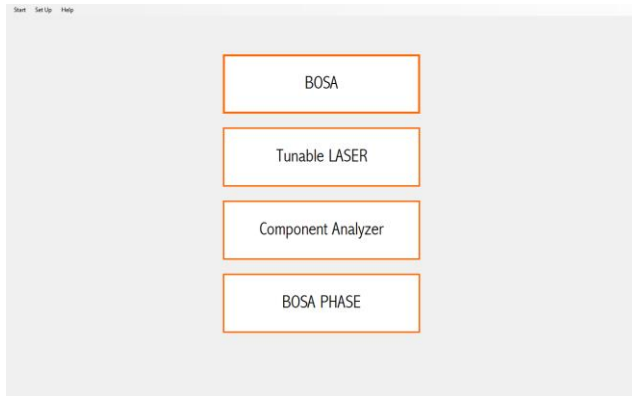 Start Set Up Help
BOSA
Tunable LASER
Component Analyzer
BOSA PHASE